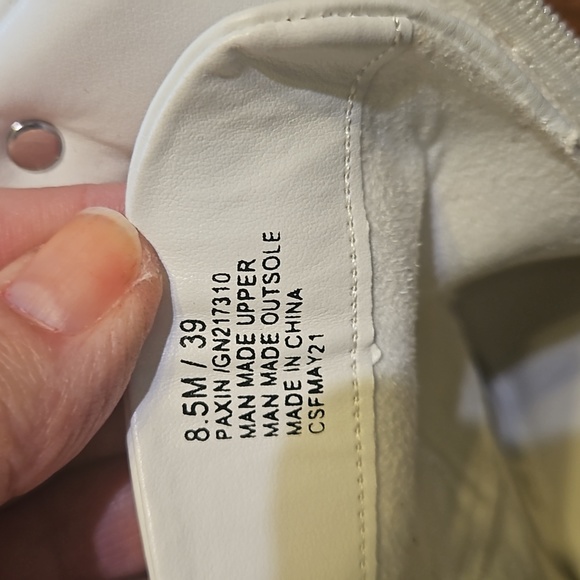 8.5M / 39
PAXIN /GN217310
MAN MADE UPPER
MAN MADE OUTSOLE
MADE IN CHINA
CSFMAY21